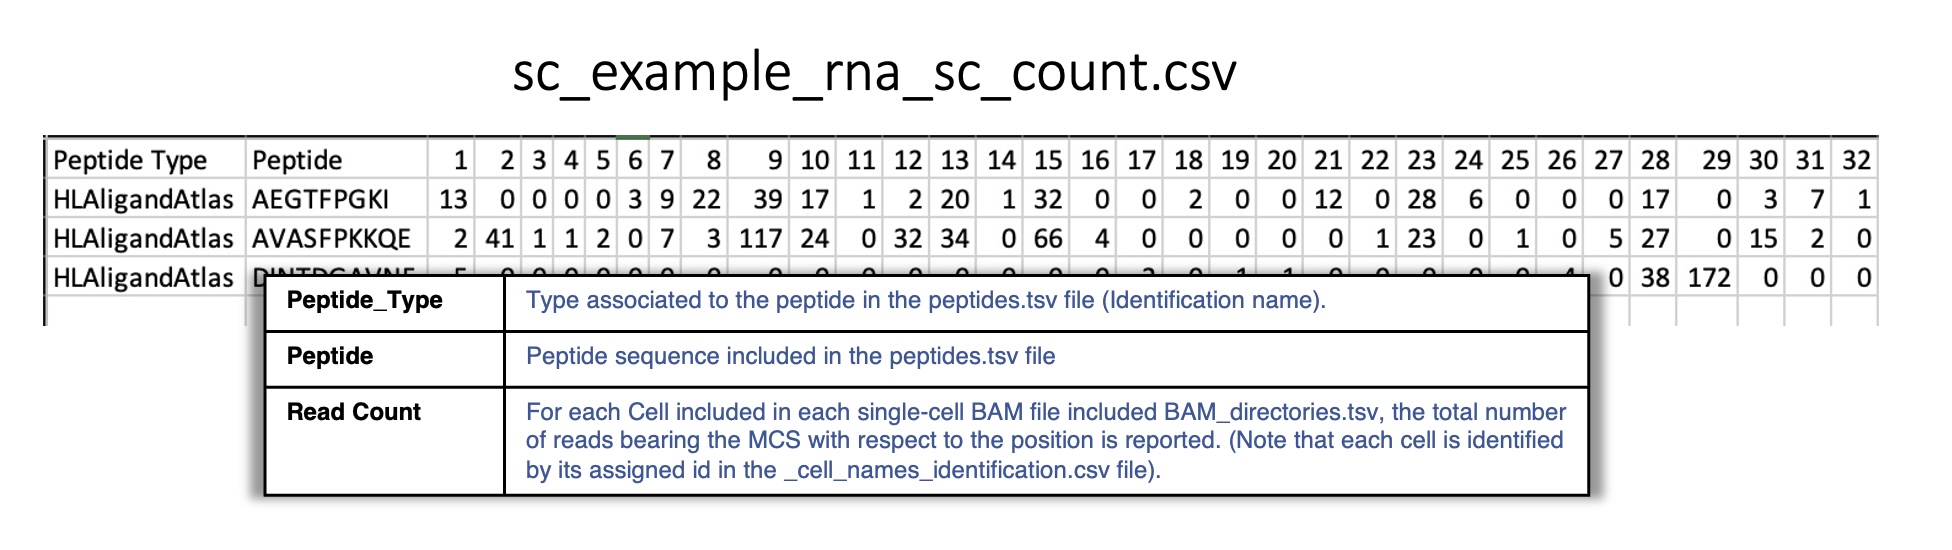 sc_example_rna_sc_count.csv
Peptide Type Peptide 1 2 3 4 5 6 7 8 9 10 11 12 13 14 15 16 17 18 19 20 21 22 23 24 25 26 27 28 29 30 31 32
HLAligandAtlas AEGTFPGKI 13 0 0 0 0 3 9 22 39 17 1 2 20 1 32 0 0 2 0 0 12 0 28 6 0 0 0 17 0 3 7 1
HLAligandAtlas AVASFPKKQE 2 41 1 1 2 0 7 3 117 24 0 32 34 0 66 4 0 0 0 0 0 1 23 0 1 0 5 27 0 15 2 0
HLAligandAtlas 0 38 172 0 0 0
Peptide_Type Type associated to the peptide in the peptides.tsv file (Identification name).
Peptide Peptide sequence included in the peptides.tsv file
Read Count For each Cell included in each single-cell BAM file included BAM_directories.tsv, the total number
of reads bearing the MCS with respect to the position is reported. (Note that each cell is identified
by its assigned id in the _cell_names_identification.csv file).